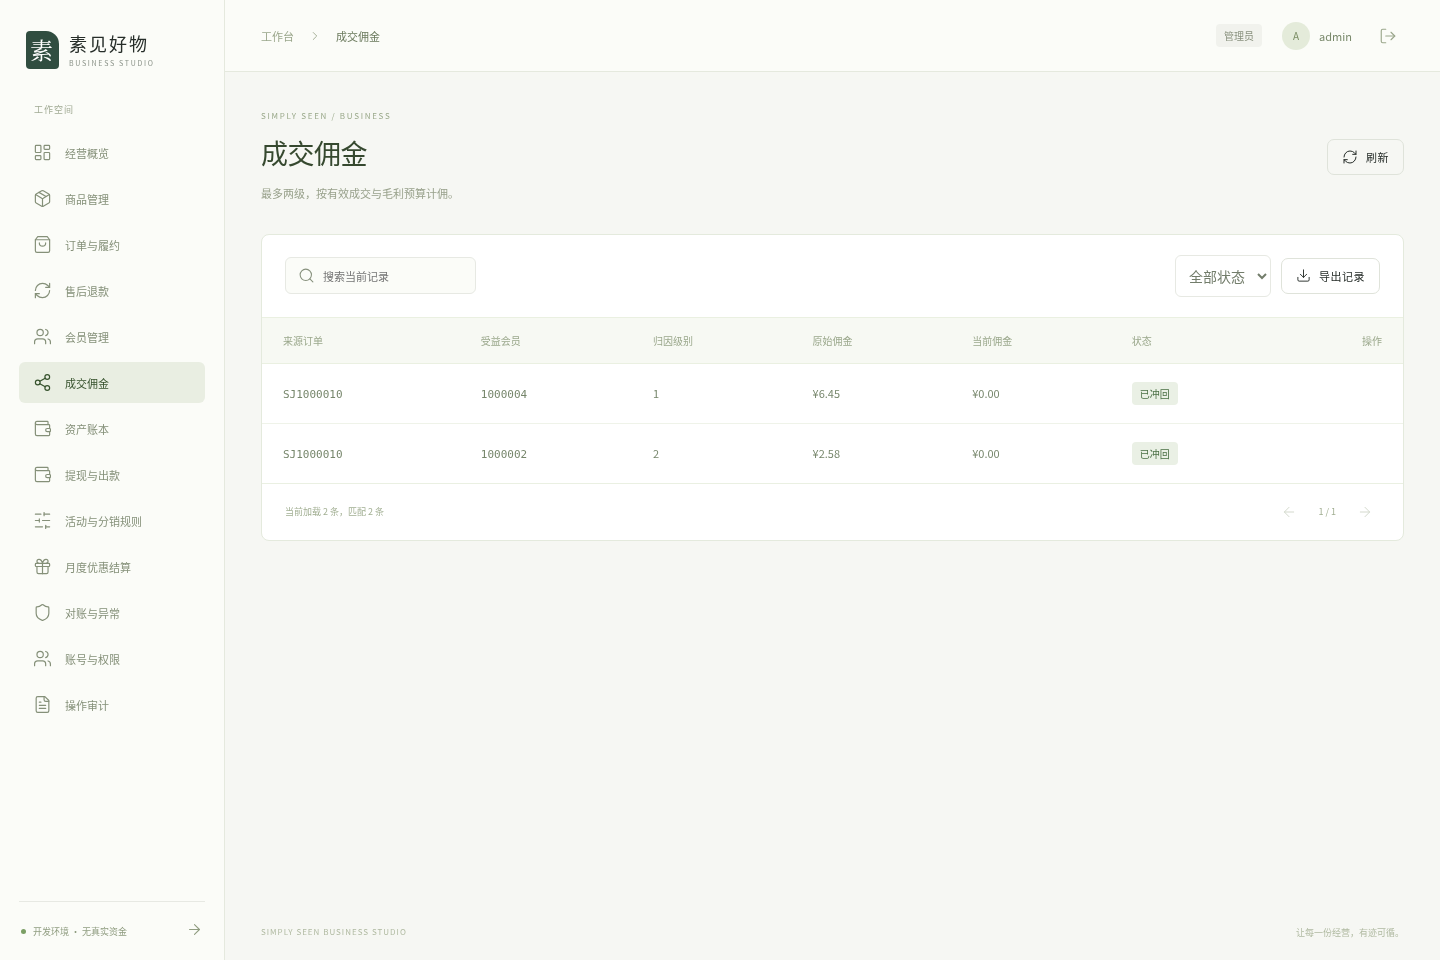 素 素见好物
BUSINESS STUDIO
工作空间
经营概览
商品管理
订单与履约
售后退款
会员管理
成交佣金
资产账本
提现与出款
活动与分销规则
月度优惠结算
对账与异常
账号与权限
操作审计
开发环境 · 无真实资金
工作台 成交佣金 管理员 A admin
SIMPLY SEEN / BUSINESS
成交佣金
刷新
最多两级，按有效成交与毛利预算计佣。
搜索当前记录 全部状态 导出记录
来源订单 受益会员 归因级别 原始佣金 当前佣金 状态 操作
SJ1000010 1000004 1 ¥6.45 ¥0.00 已冲回
SJ1000010 1000002 2 ¥2.58 ¥0.00 已冲回
当前加载 2 条，匹配 2 条 1 / 1
SIMPLY SEEN BUSINESS STUDIO 让每一份经营，有迹可循。